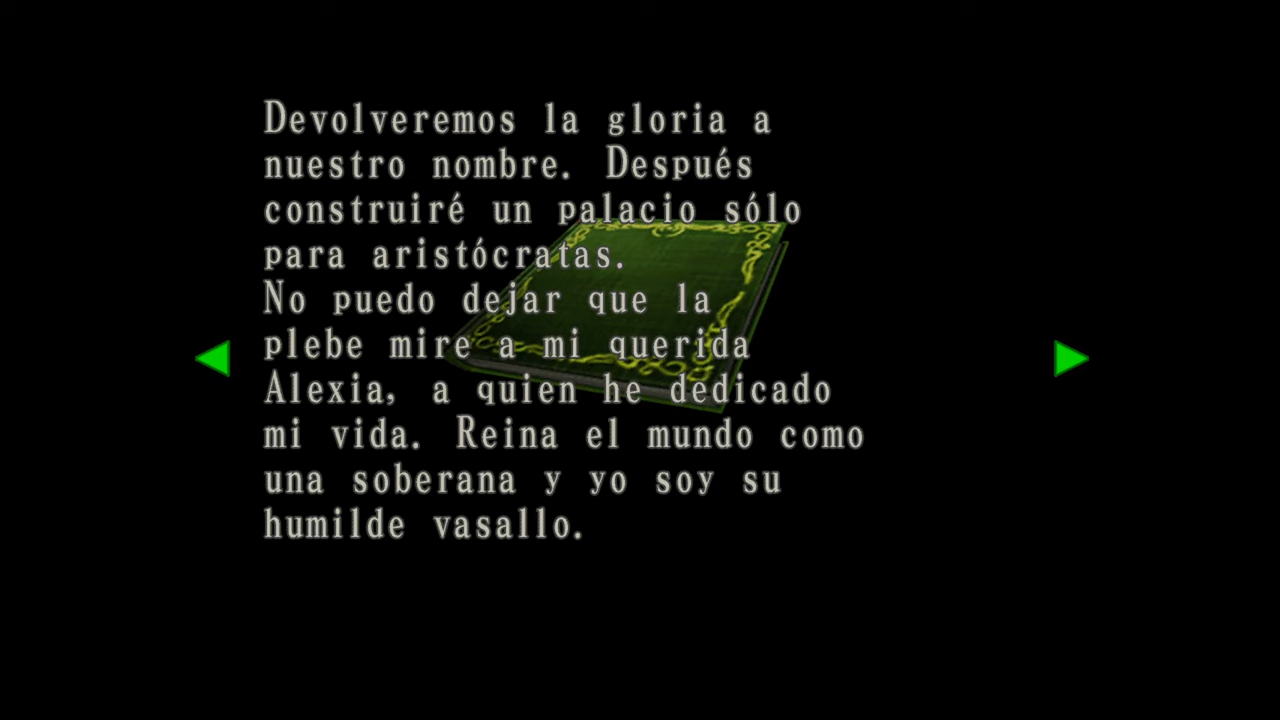 Devolveremos la gloria a
nuestro nombre. Después
construiré un palacio sólo
para aristócratas.
No puedo dejar que la
plebe mire a mi querida
Alexia, a quien he dedicado
mi vida. Reina el mundo como
una soberana y yo soy su
humilde vasallo.